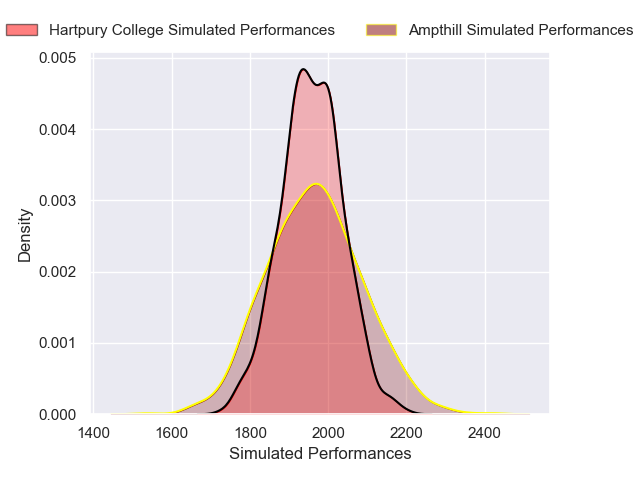 Hartpury College Simulated Performances
Ampthill Simulated Performances
0.005
0.004
0.003
0.002
0.001
0.000
Density
1400 1600 1800 2000 2200 2400
Simulated Performances